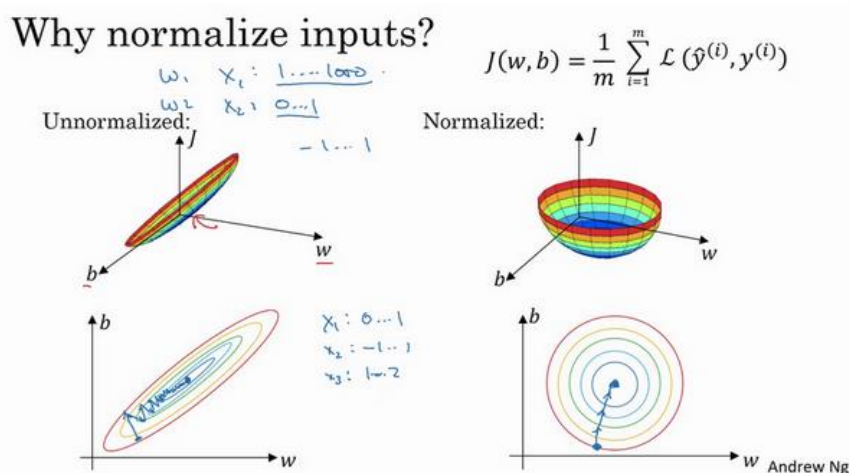 Why normalize inputs?
J(w, b) = 1/m ∑_{i=1}^{m} ℒ(ŷ^{(i)}, y^{(i)})
w₁ x₁: 1....1000
w2 x₂: 0...1
-1...1
Unnormalized:
Normalized:
J
w
b
J
w
b
b
w
x₁: 0...1
x₂: -1...1
x₃: 1...2
b
w
Andrew Ng